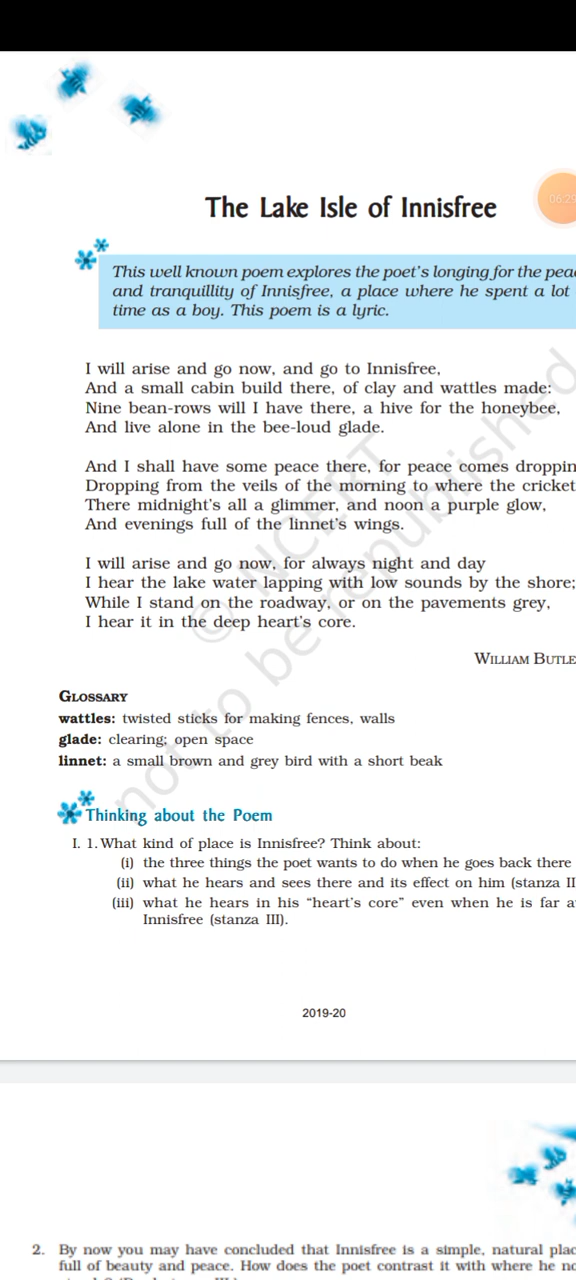 06:29
The Lake Isle of Innisfree
This well known poem explores the poet's longing for the
and tranquillity of Innisfree, a place where he spent a lot
time as a boy. This poem is a lyric.
I will arise and go now, and go to Innisfree,
And a small cabin build there, of clay and wattles made:
Nine bean-rows will I have there, a hive for the honeybee,
And live alone in the bee-loud glade.
And I shall have some peace there, for peace comes droppin
Dropping from the veils of the morning to where the cricket
There midnight's all a glimmer, and noon a purple glow,
And evenings full of the linnet's wings.
I will arise and go now, for always night and day
I hear the lake water lapping with low sounds by the shore;
While I stand on the roadway, or on the pavements grey,
I hear it in the deep heart's core.
WILLIAM BUTLE
GLOSSARY
wattles: twisted sticks for making fences, walls
glade: clearing; open space
linnet: a small brown and grey bird with a short beak
Thinking about the Poem
I. 1. What kind of place is Innisfree? Think about:
(i) the three things the poet wants to do when he goes back there
(ii) what he hears and sees there and its effect on him (stanza II
(iii) what he hears in his "heart's core" even when he is far a
Innisfree (stanza III).
© NCERT
not to be republished
2019-20
2. By now you may have concluded that Innisfree is a simple, natural plac
full of beauty and peace. How does the poet contrast it with where he no